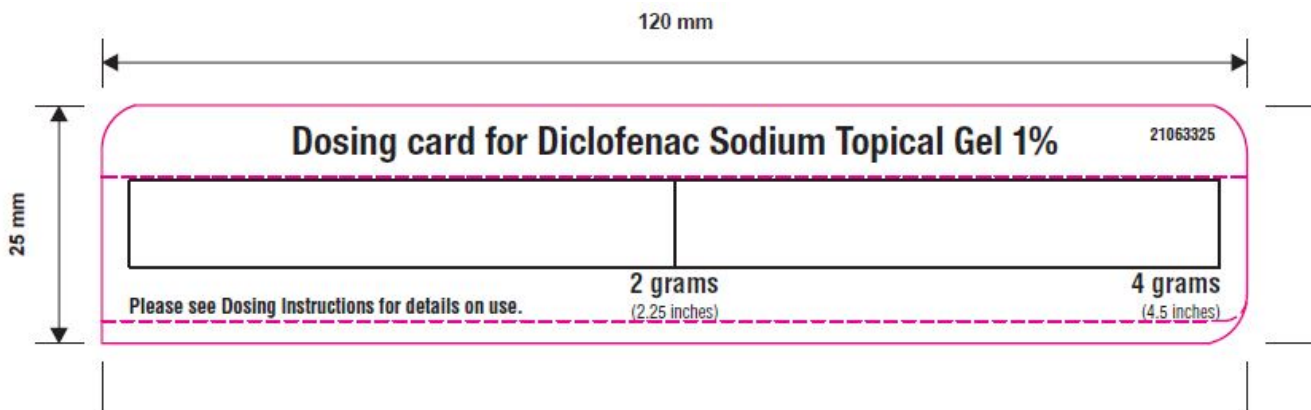 120 mm
Dosing card for Diclofenac Sodium Topical Gel 1%
21063325
25 mm
2 grams
4 grams
Please see Dosing Instructions for details on use.
(2.25 inches)
(4.5 inches)